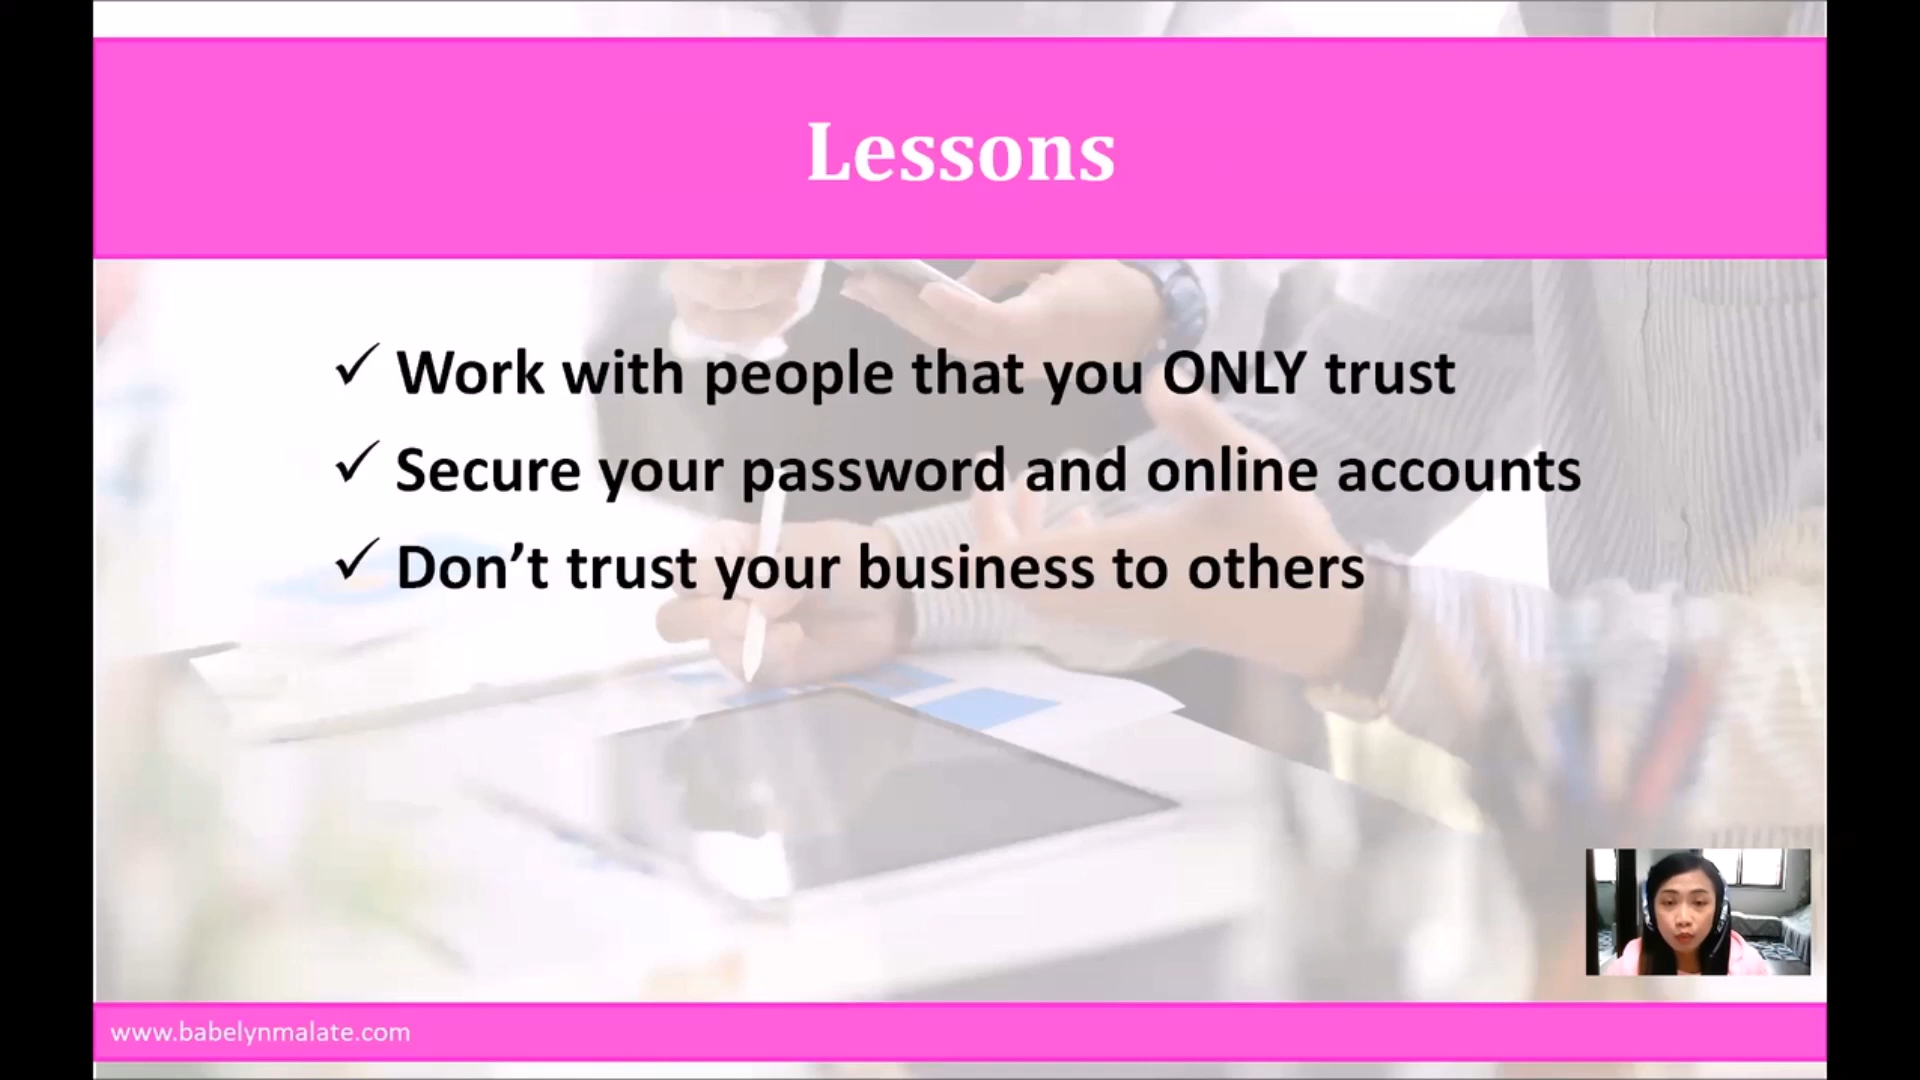 Lessons
✓ Work with people that you ONLY trust
✓ Secure your password and online accounts
✓ Don’t trust your business to others
www.babelynmalate.com